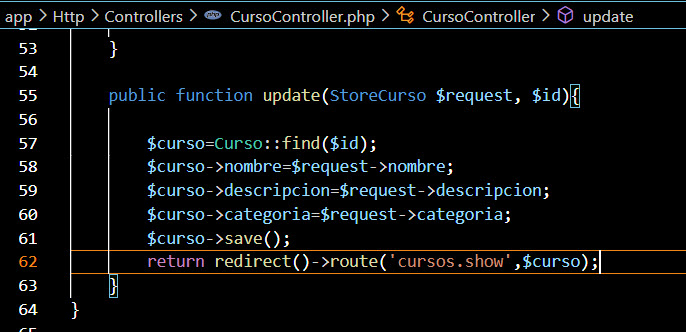 app > Http > Controllers > CursoController.php > CursoController > update
53 }
54
55 public function update(StoreCurso $request, $id){
56
57 $curso=Curso::find($id);
58 $curso->nombre=$request->nombre;
59 $curso->descripcion=$request->descripcion;
60 $curso->categoria=$request->categoria;
61 $curso->save();
62 return redirect()->route('cursos.show',$curso);
63 }
64 }